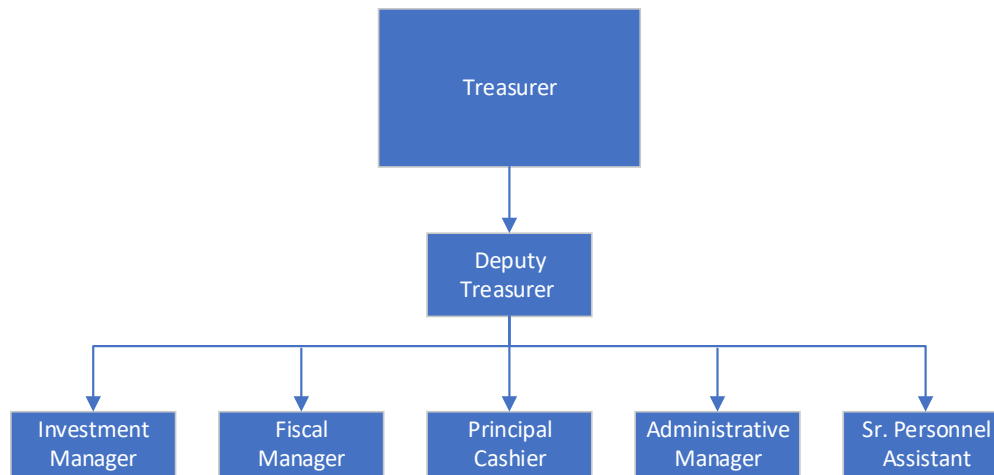 Treasurer
Deputy
Treasurer
Investment
Manager
Fiscal
Manager
Principal
Cashier
Administrative
Manager
Sr. Personnel
Assistant